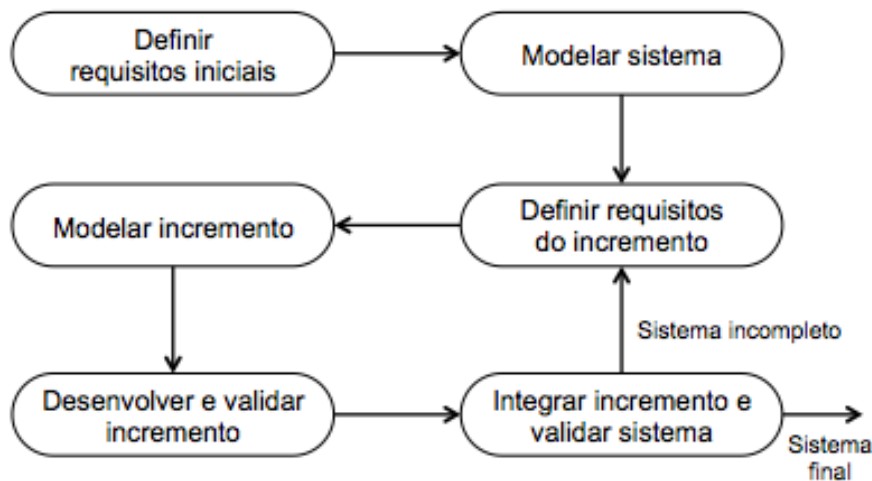 Definir
requisitos iniciais
Modelar sistema
Modelar incremento
Definir requisitos
do incremento
Sistema incompleto
Desenvolver e validar
incremento
Integrar incremento e
validar sistema
Sistema
final